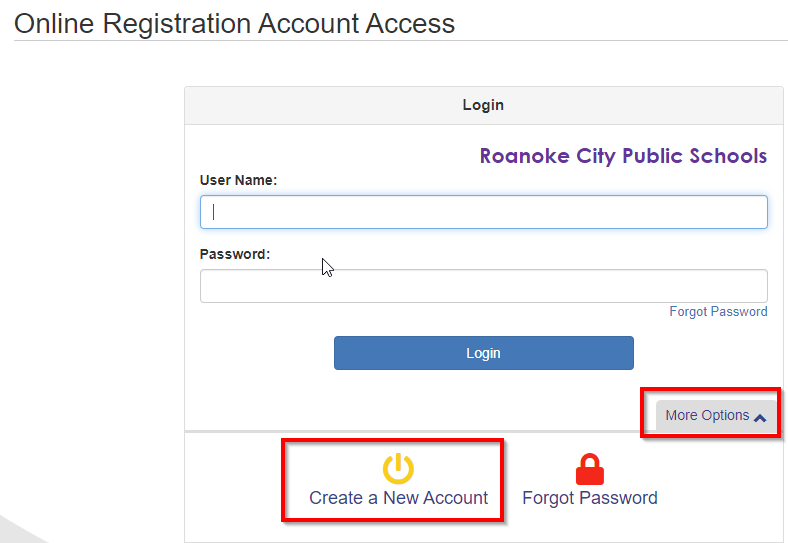 Online Registration Account Access
Login
Roanoke City Public Schools
User Name:
Password:
Forgot Password
Login
More Options
Create a New Account
Forgot Password